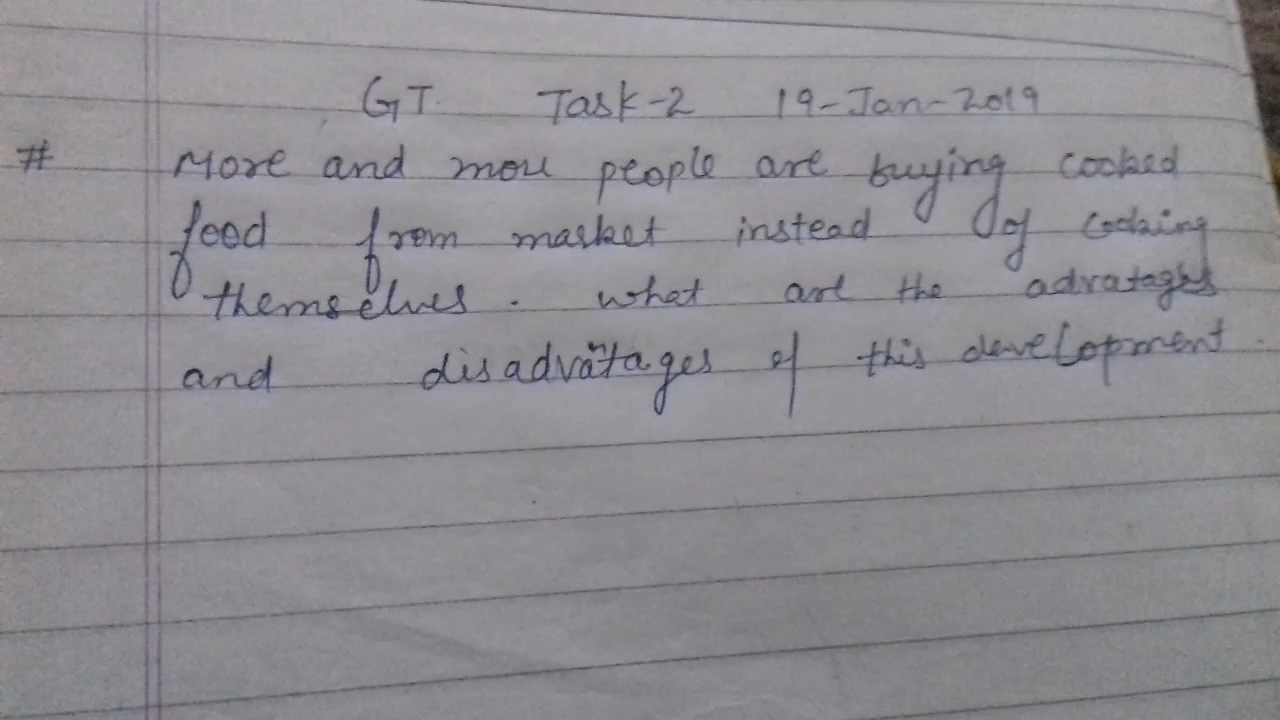 GT. Task-2 19-Jan-2019
# More and more people are buying cooked
food from market instead of cooking
themselves. what are the advatages
and disadvantages of this development.